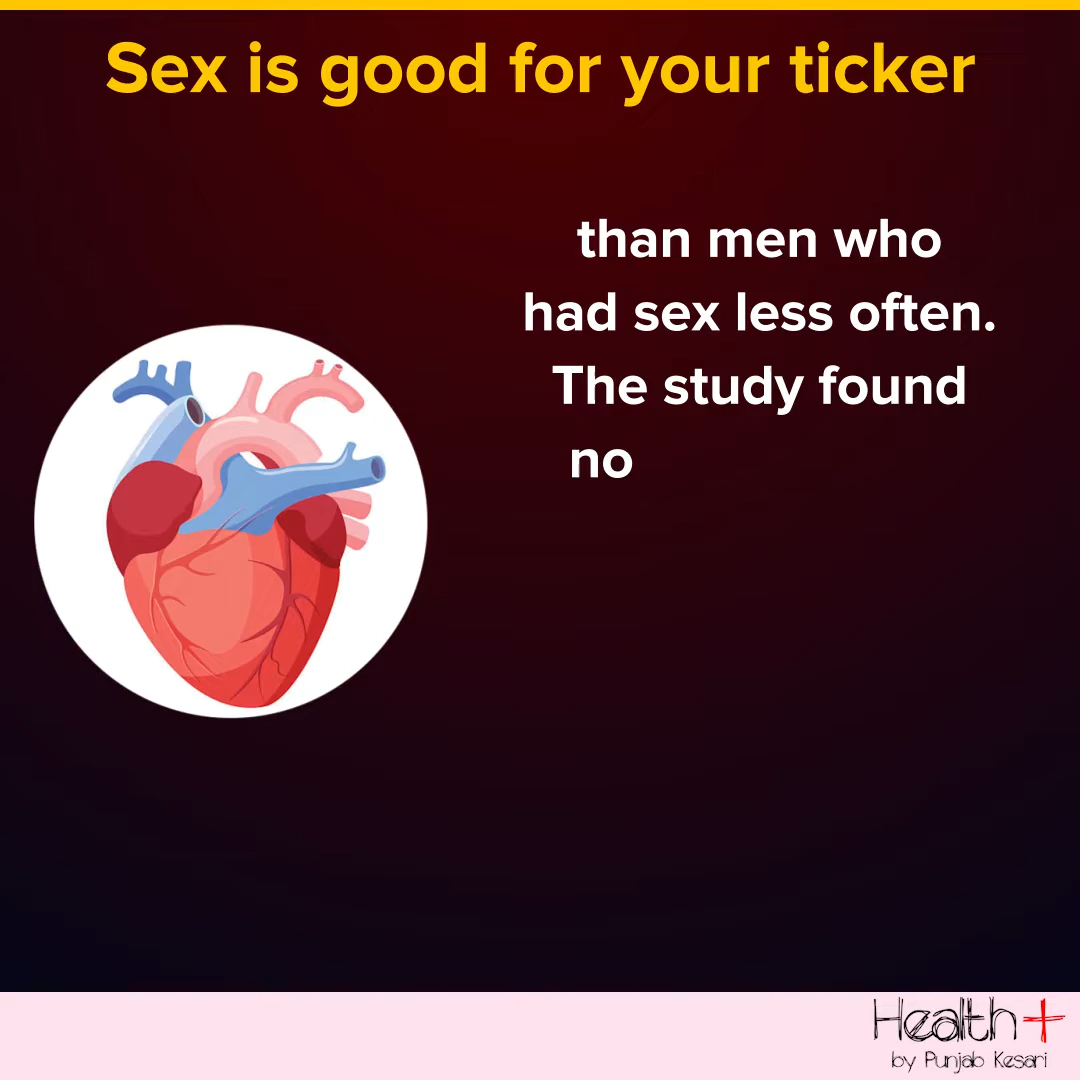 Sex is good for your ticker
than men who
had sex less often.
The study found
no
Health+
by Punjab Kesari